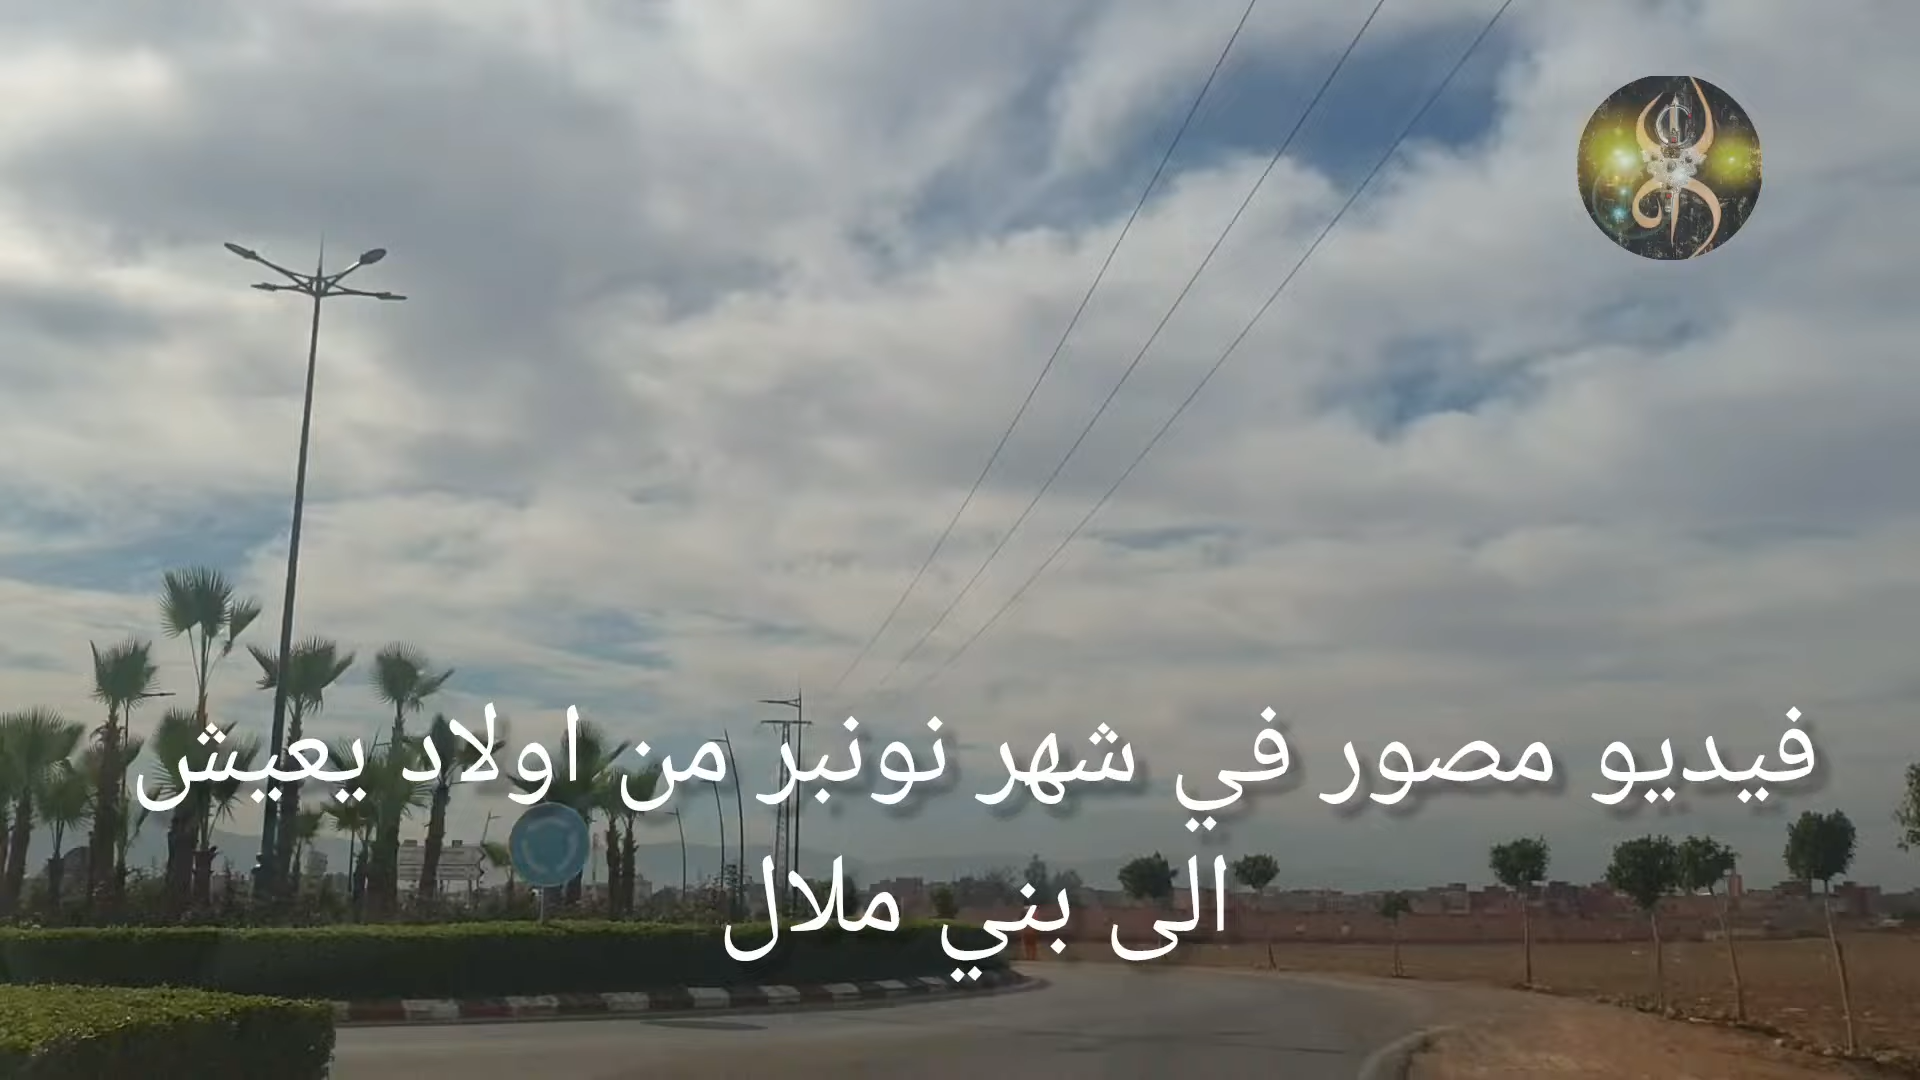 فيديو مصور في شهر نونبر من اولاد يعيش
الى بني ملال